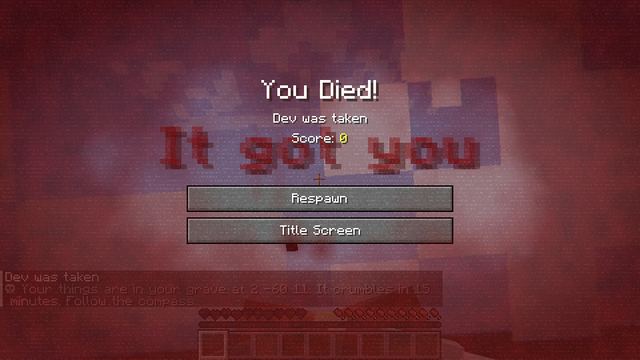 You Died!
Dev was taken
Score: 0
It got you
Respawn
Title Screen
Dev was taken
Your things are in your grave at 2 -60 11. It crumbles in 15
minutes. Follow the compass.